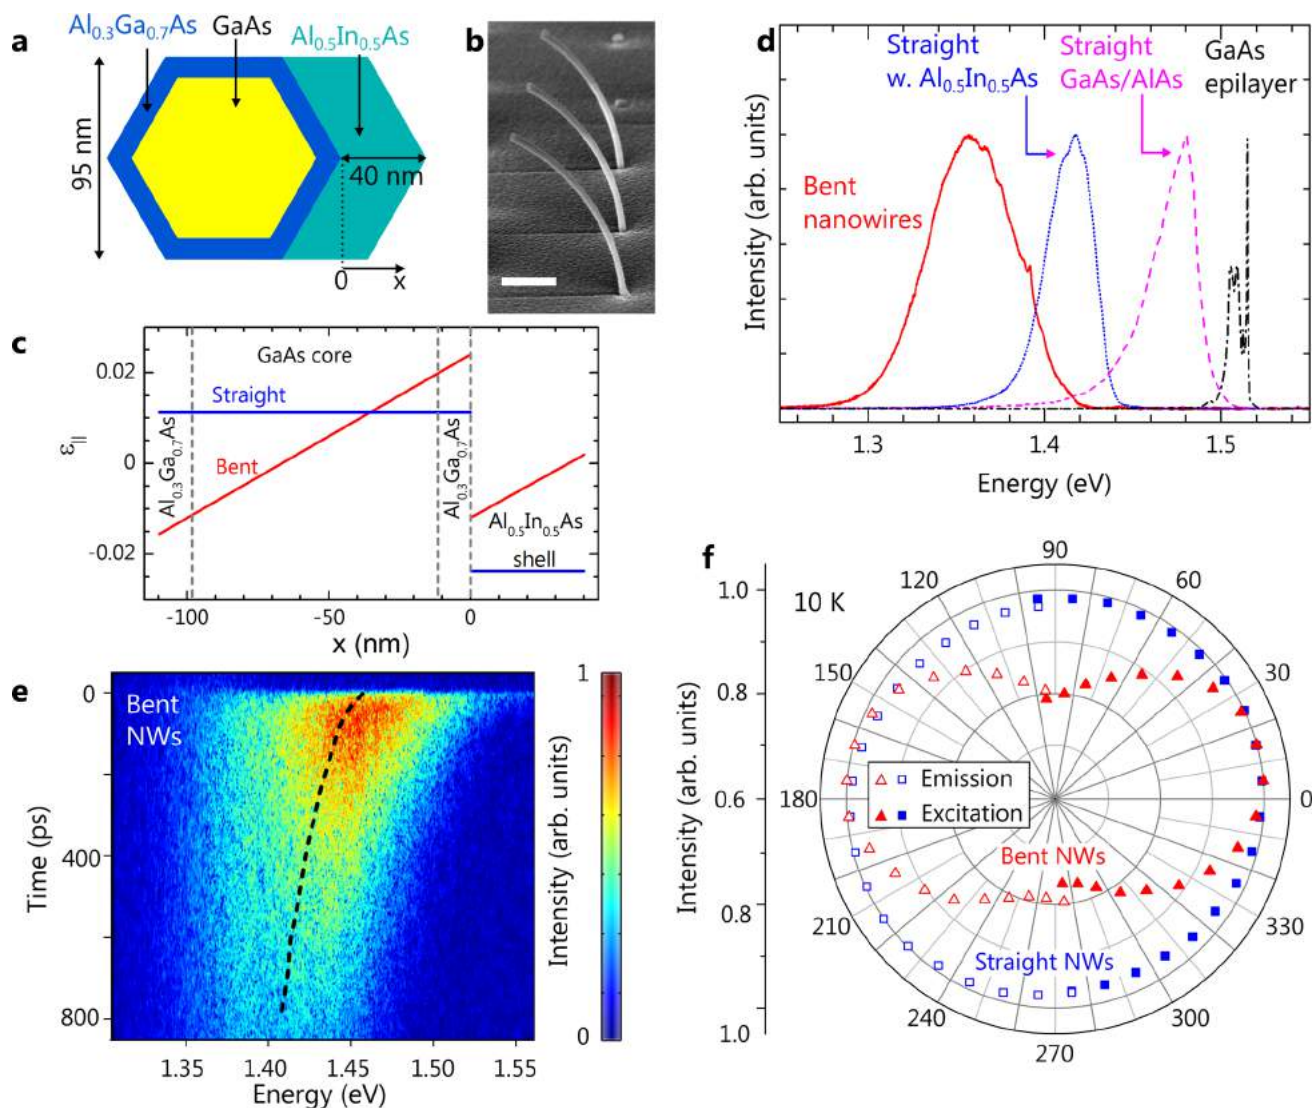 a
Al0.3Ga0.7As
GaAs
Al0.5In0.5As
95 nm
40 nm
0
x
b
c
GaAs core
Straight
Bent
Al0.3Ga0.7As
Al0.3Ga0.7As
Al0.5In0.5As
shell
0.02
0
-0.02
ε||
-100
-50
0
x (nm)
d
Straight
w. Al0.5In0.5As
Straight
GaAs/AlAs
GaAs
epilayer
Bent
nanowires
Intensity (arb. units)
1.3
1.4
1.5
Energy (eV)
e
Bent
NWs
0
400
800
Time (ps)
1.35
1.40
1.45
1.50
1.55
Energy (eV)
1
0
Intensity (arb. units)
f
10 K
1.0
0.8
0.6
0.8
1.0
Intensity (arb. units)
90
60
30
0
330
300
270
240
210
180
150
120
Emission
Excitation
Bent NWs
Straight NWs